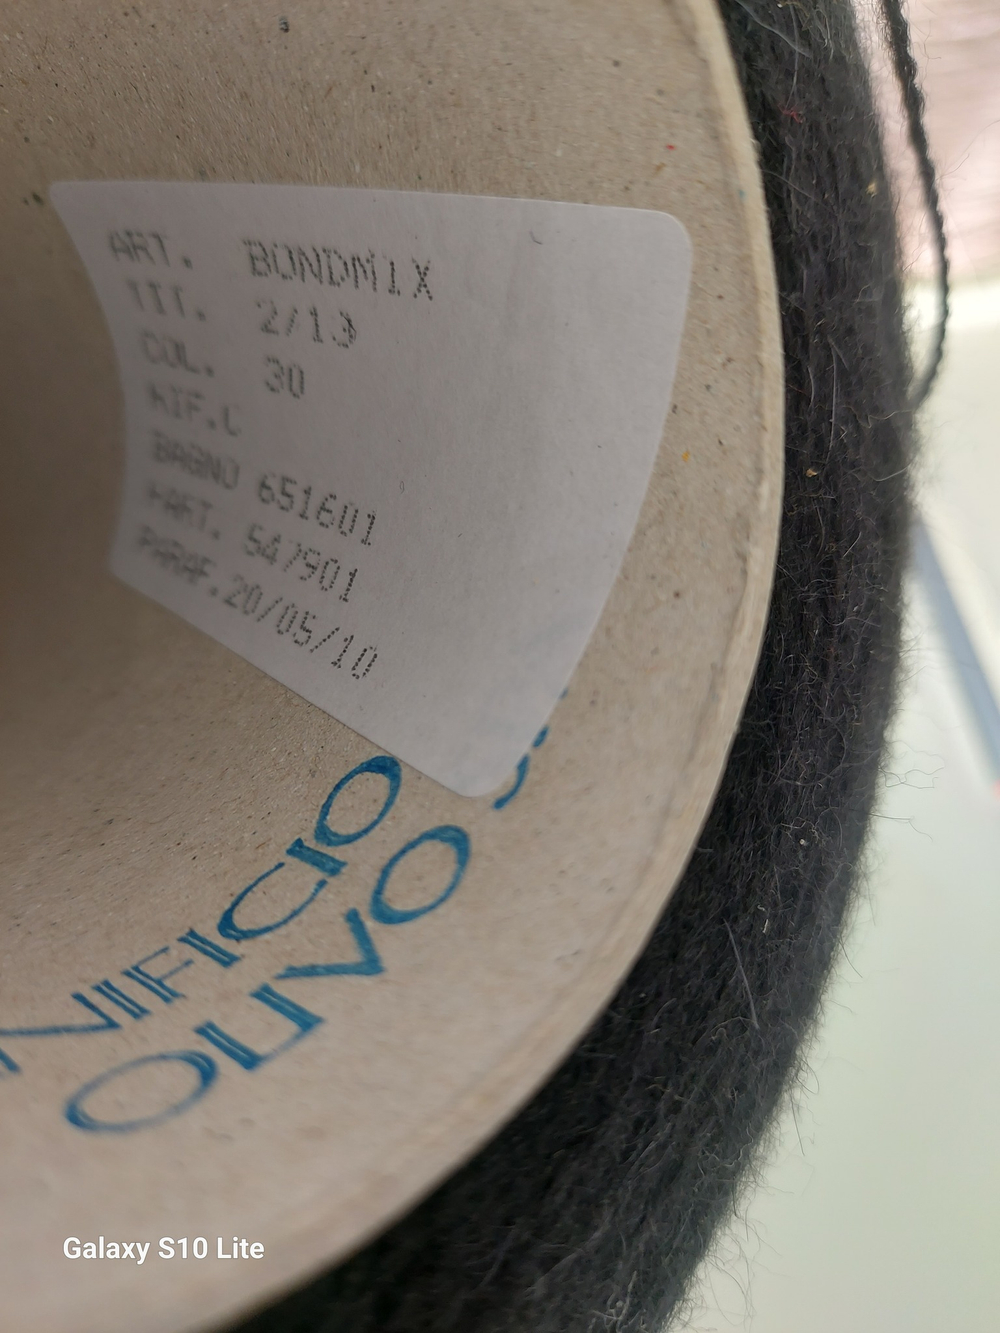 ART. BONDMIX
TIT. 2/13
COL. 30
RIF.C
BAGNO 651601
PART. 547901
PARAF.20/05/10
NIFICIO
OLIVO
Galaxy S10 Lite